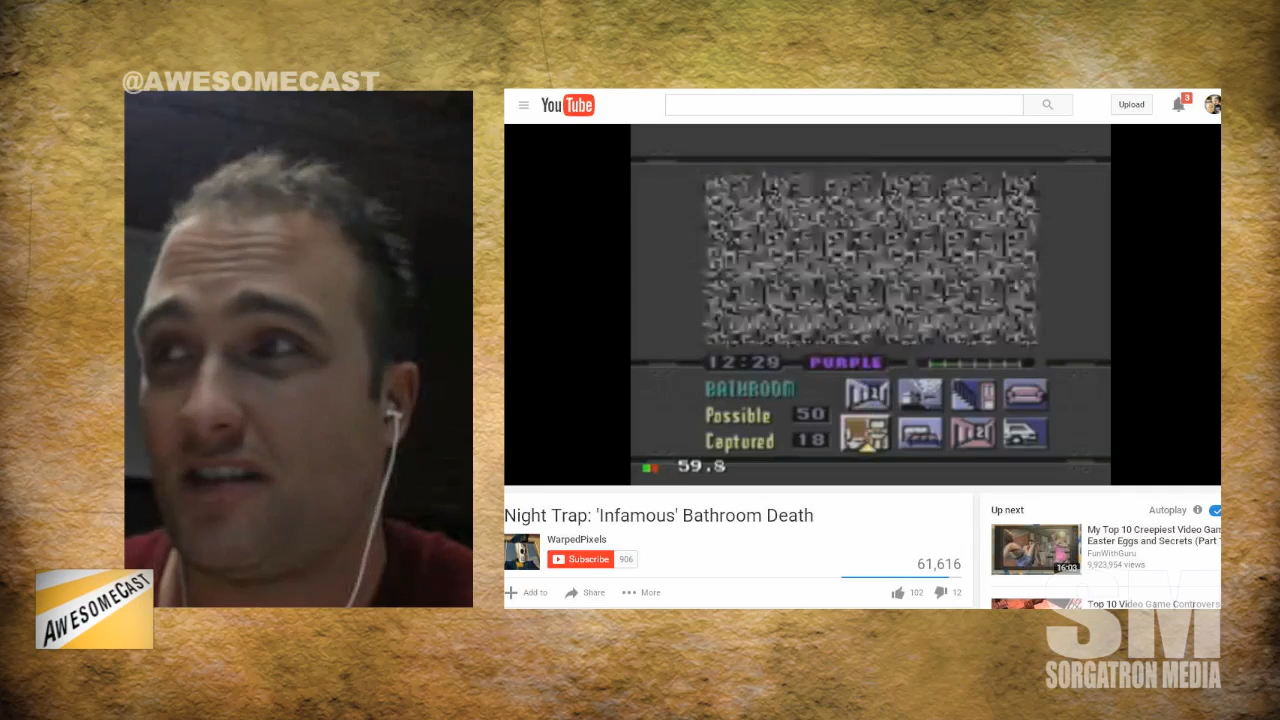 @AWESOMECAST
YouTube
Upload
3
12:29 PURPLE
BATHROOM
Possible 50
Captured 18
59.8
Night Trap: 'Infamous' Bathroom Death
WarpedPixels
Subscribe 906
61,616
Add to Share More
102 12
Up next Autoplay
My Top 10 Creepiest Video Gam
Easter Eggs and Secrets (Part
FunWithGuru
9,923,954 views
16:03
Top 10 Video Game Controvers
AWESOMECAST
SM
SORGATRON MEDIA